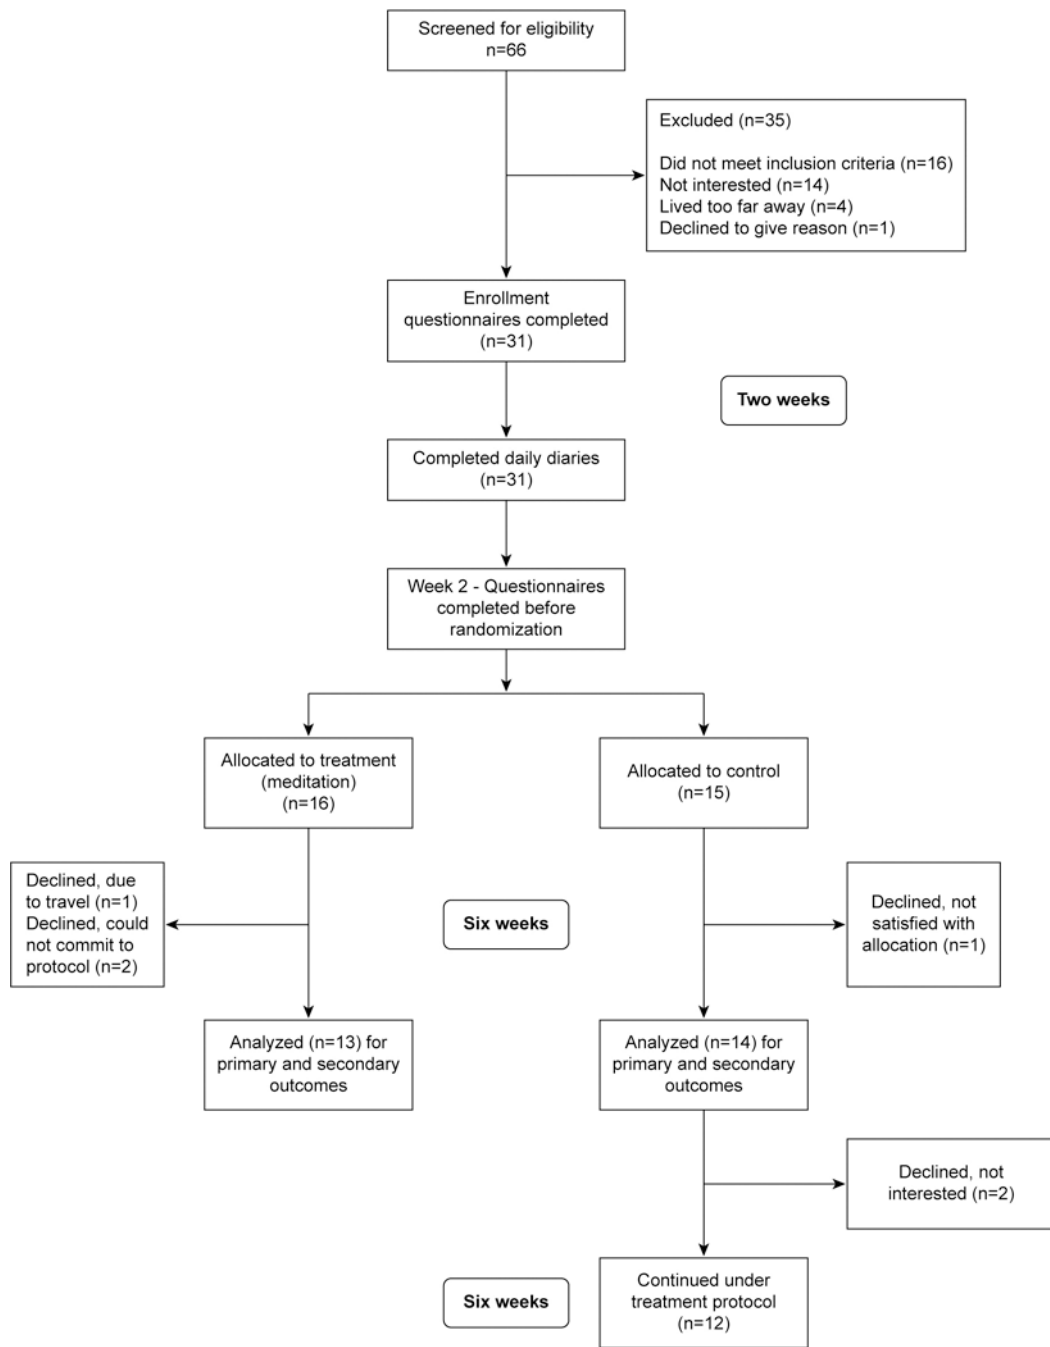 Screened for eligibility
n=66
Excluded (n=35)
Did not meet inclusion criteria (n=16)
Not interested (n=14)
Lived too far away (n=4)
Declined to give reason (n=1)
Enrollment
questionnaires completed
(n=31)
Two weeks
Completed daily diaries
(n=31)
Week 2 - Questionnaires
completed before
randomization
Allocated to treatment
(meditation)
(n=16)
Allocated to control
(n=15)
Declined, due
to travel (n=1)
Declined, could
not commit to
protocol (n=2)
Six weeks
Declined, not
satisfied with
allocation (n=1)
Analyzed (n=13) for
primary and secondary
outcomes
Analyzed (n=14) for
primary and secondary
outcomes
Declined, not
interested (n=2)
Six weeks
Continued under
treatment protocol
(n=12)